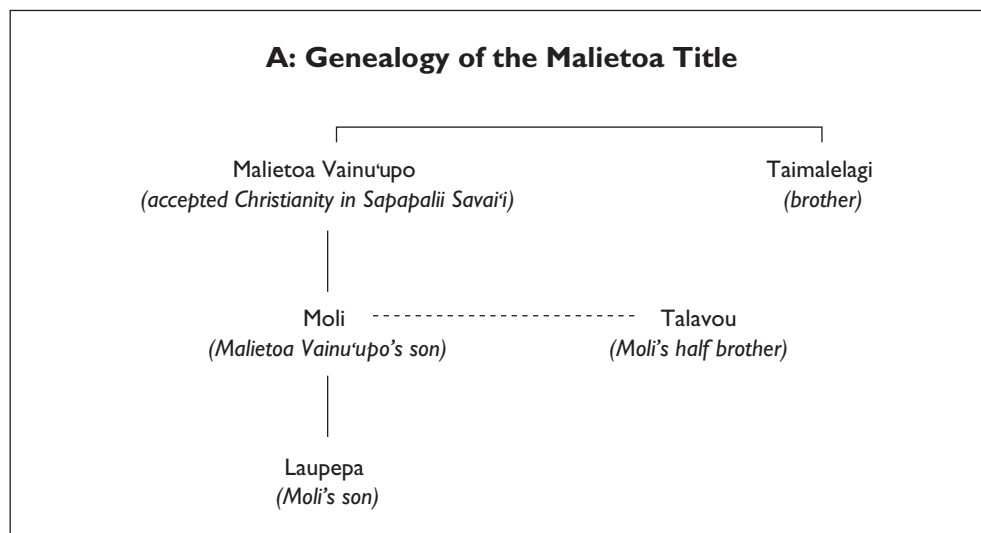 A: Genealogy of the Malietoa Title
Malietoa Vainu‘upo
(accepted Christianity in Sapapalii Savai‘i)
Taimalelagi
(brother)
Moli
(Malietoa Vainu‘upo's son)
Talavou
(Moli's half brother)
Laupepa
(Moli's son)